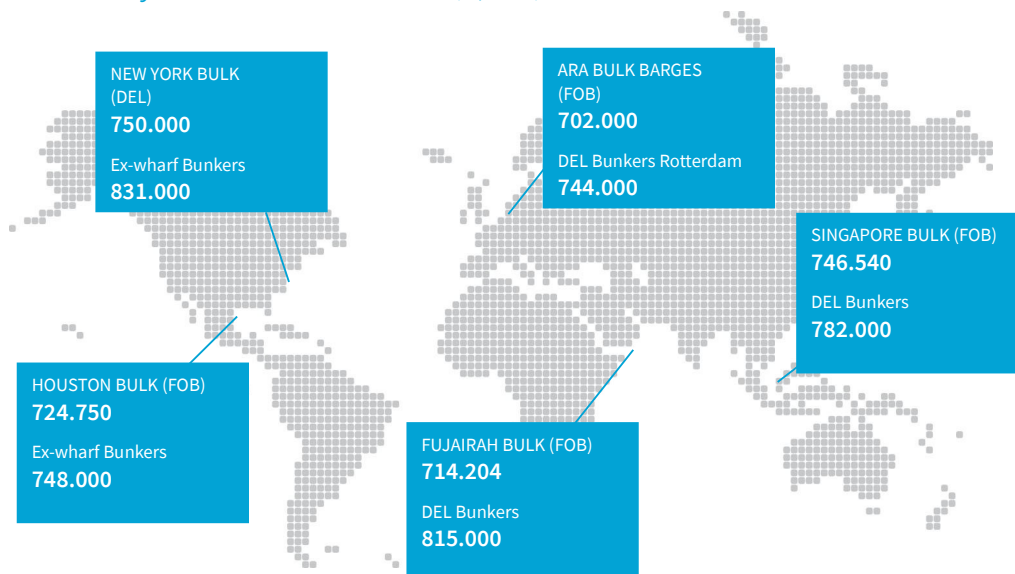 NEW YORK BULK
(DEL)
750.000
Ex-wharf Bunkers
831.000
ARA BULK BARGES
(FOB)
702.000
DEL Bunkers Rotterdam
744.000
SINGAPORE BULK (FOB)
746.540
DEL Bunkers
782.000
HOUSTON BULK (FOB)
724.750
Ex-wharf Bunkers
748.000
FUJAIRAH BULK (FOB)
714.204
DEL Bunkers
815.000